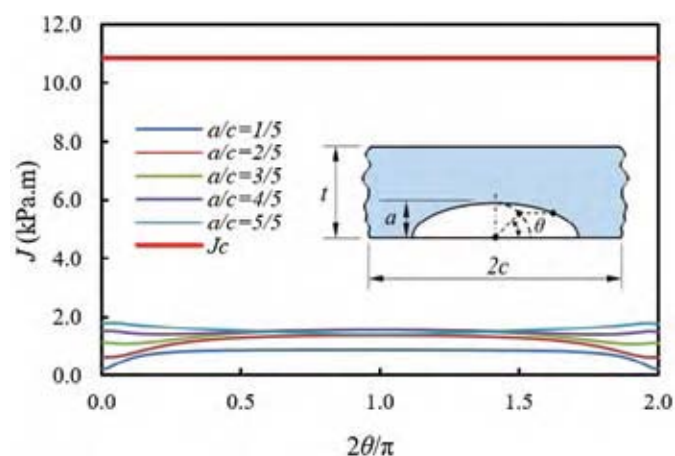 12.0
10.0
8.0
6.0
4.0
2.0
0.0
J (kPa.m)
a/c=1/5
a/c=2/5
a/c=3/5
a/c=4/5
a/c=5/5
Jc
t
a
θ
2c
0.0 0.5 1.0 1.5 2.0
2θ/π